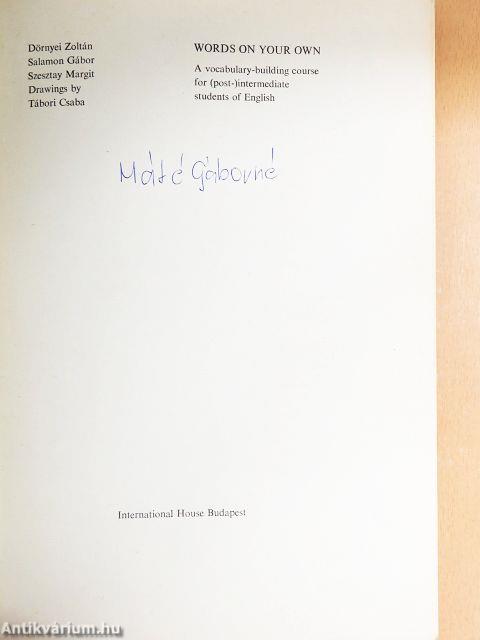 Dörnyei Zoltán
Salamon Gábor
Szesztay Margit
Drawings by
Tábori Csaba
WORDS ON YOUR OWN
A vocabulary-building course
for (post-)intermediate
students of English
Máté Gáborné
International House Budapest
Antikvárium.hu